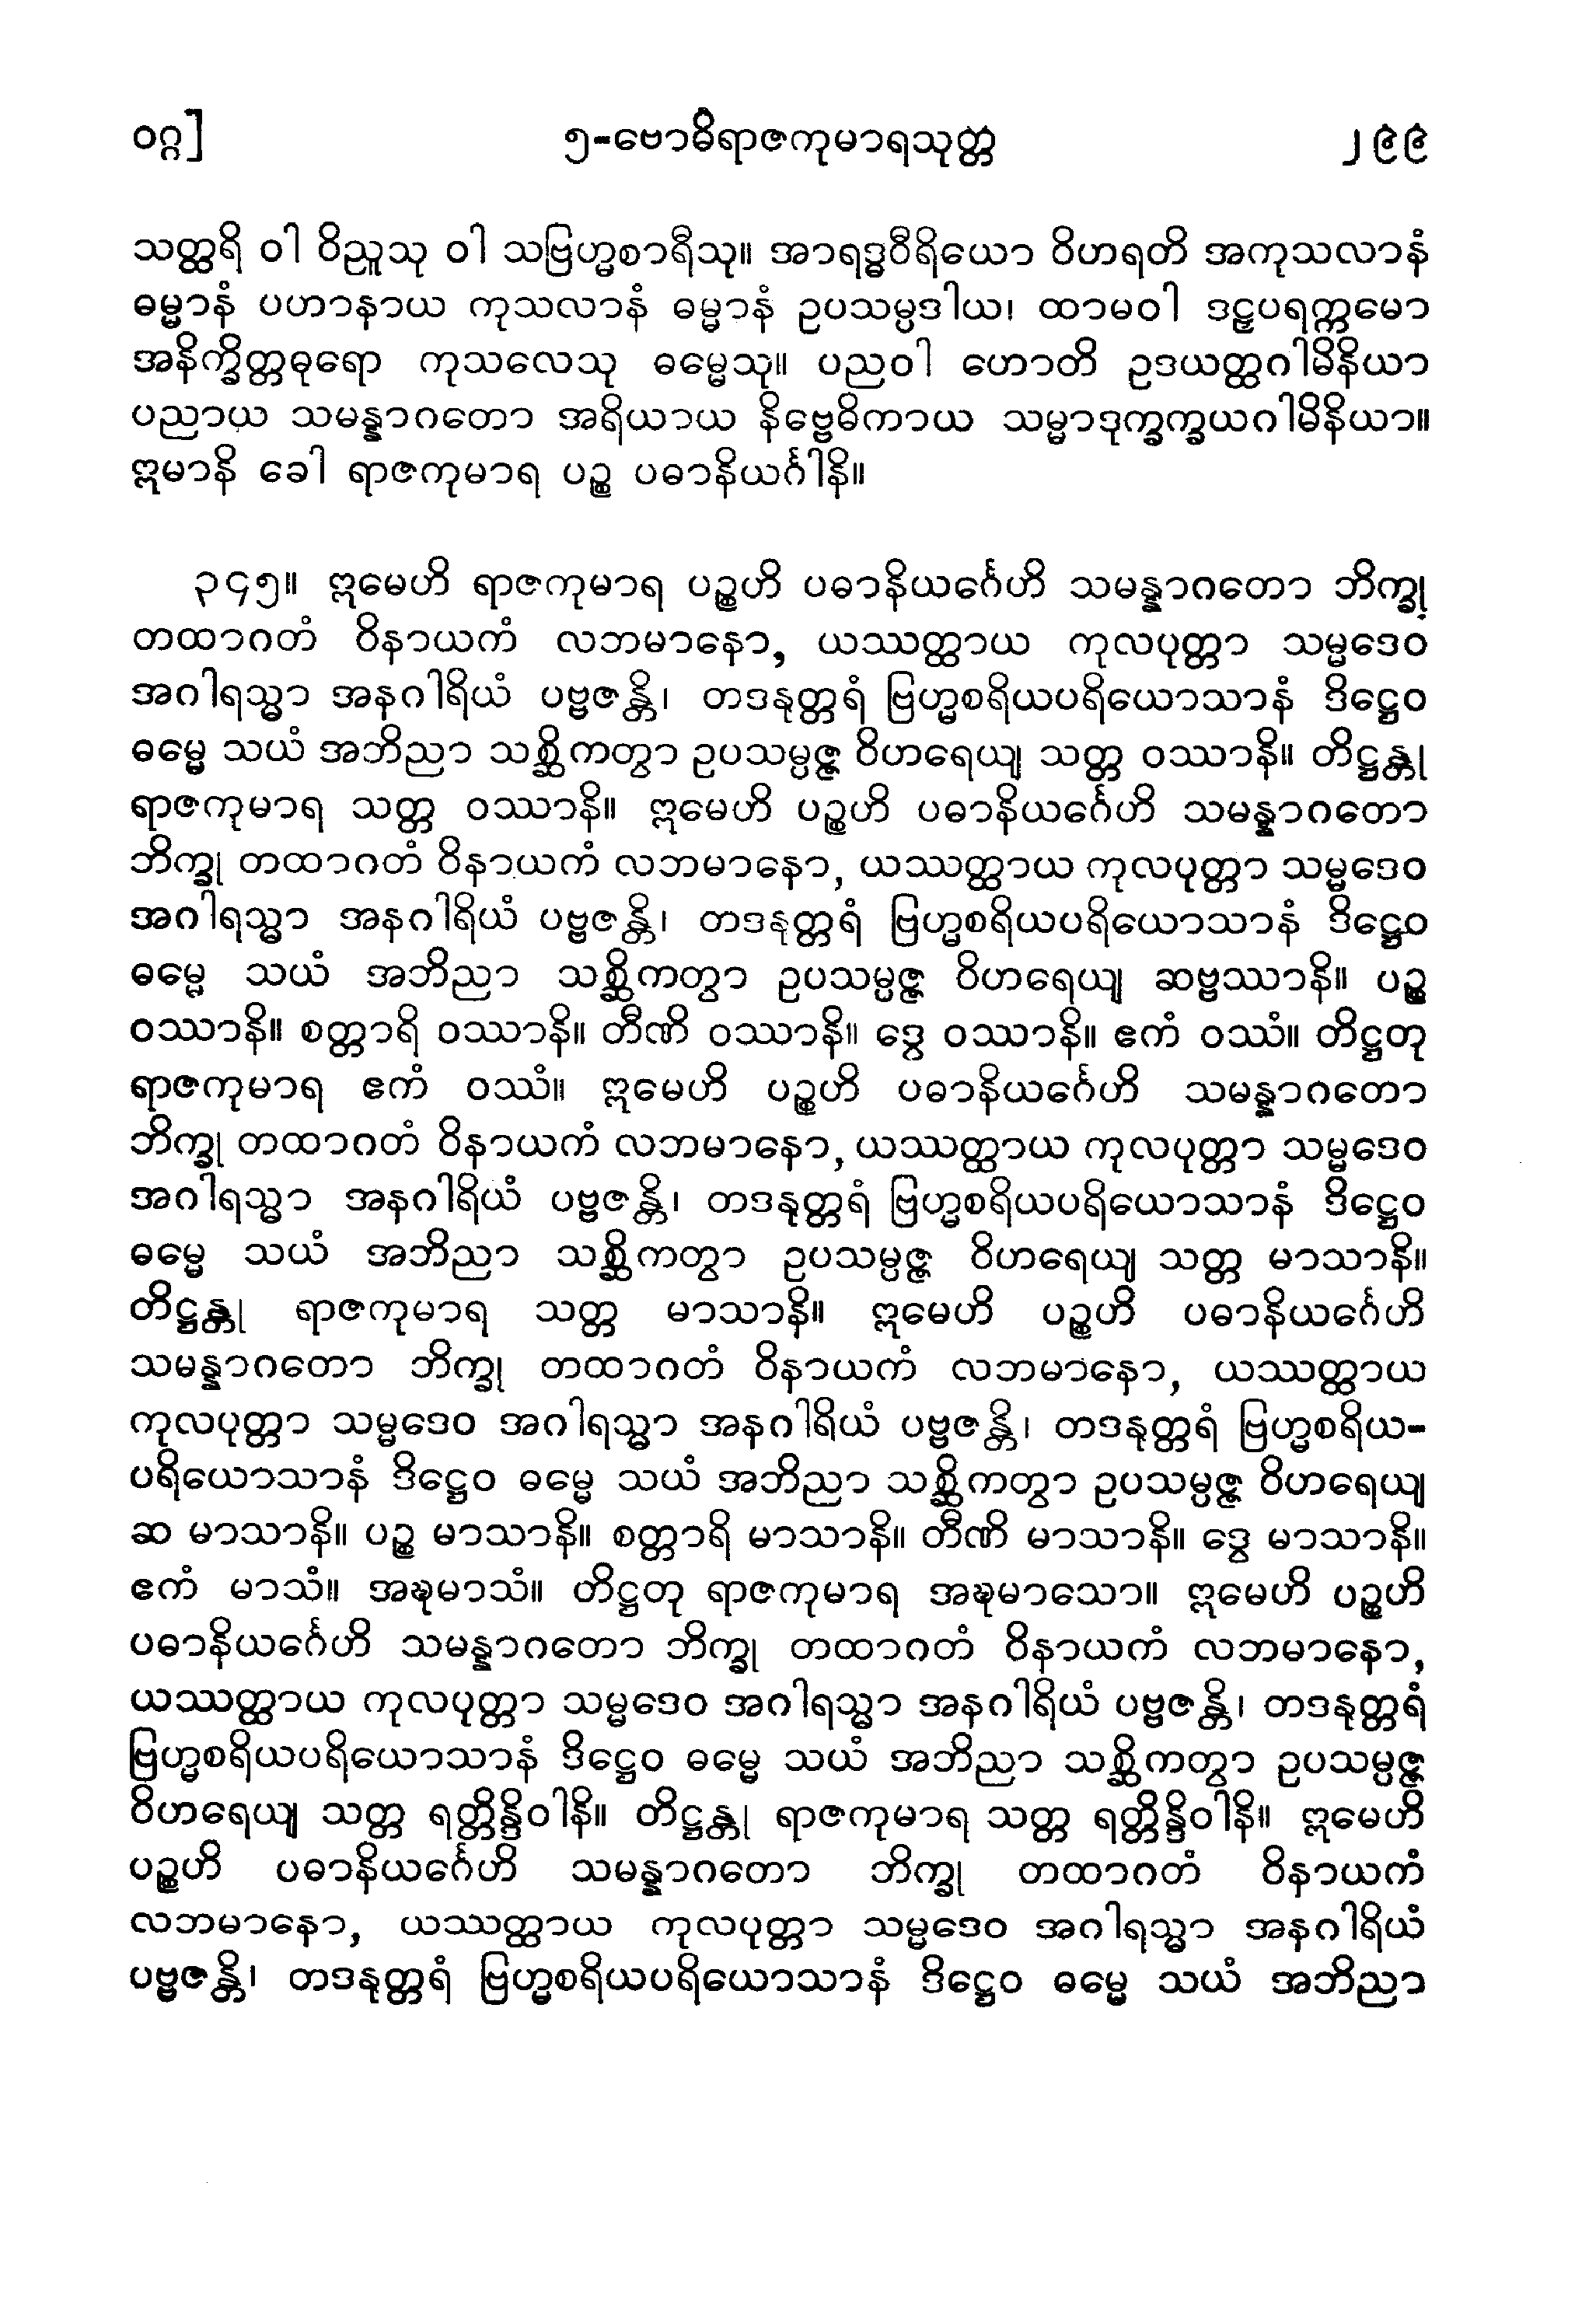 ဝဂ္ဂ]
၅-ဗောဓိရာဇကုမာရသုတ္တ
၂၉၉
သတ္ထရိ ဝါ ဝိညူသု ဝါ သဗြဟ္မစာရီသု။ အာရဒ္ဓဝီရိယော ဝိဟရတိ အကုသလာနံ
ဓမ္မာနံ ပဟာနာယ ကုသလာနံ ဓမ္မာနံ ဥပသမ္ပဒါယ၊ ထာမဝါ ဒဠှပရက္ကမော
အနိက္ခိတ္တဓုရော ကုသလေသု ဓမ္မေသု။ ပညဝါ ဟောတိ ဥဒယတ္ထဂါမိနိယာ
ပညာယ သမန္နာဂတော အရိယာယ နိဗ္ဗေဓိကာယ သမ္မာဒုက္ခက္ခယဂါမိနိယာ။
ဣမာနိ ခေါ ရာဇကုမာရ ပဉ္စ ပဓာနိယင်္ဂါနိ။
၃၄၅။ ဣမေဟိ ရာဇကုမာရ ပဉ္စဟိ ပဓာနိယင်္ဂေဟိ သမန္နာဂတော ဘိက္ခု
တထာဂတံ ဝိနာယကံ လဘမာနော, ယဿတ္ထာယ ကုလပုတ္တာ သမ္မဒေဝ
အဂါရသ္မာ အနဂါရိယံ ပဗ္ဗဇန္တိ၊ တဒနုတ္တရံ ဗြဟ္မစရိယပရိယောသာနံ ဒိဋ္ဌေဝ
ဓမ္မေ သယံ အဘိညာ သစ္ဆိကတွာ ဥပသမ္ပဇ္ဇ ဝိဟရေယျ သတ္တ ဝဿာနိ။ တိဋ္ဌန္တု
ရာဇကုမာရ သတ္တ ဝဿာနိ။ ဣမေဟိ ပဉ္စဟိ ပဓာနိယင်္ဂေဟိ သမန္နာဂတော
ဘိက္ခု တထာဂတံ ဝိနာယကံ လဘမာနော, ယဿတ္ထာယ ကုလပုတ္တာ သမ္မဒေဝ
အဂါရသ္မာ အနဂါရိယံ ပဗ္ဗဇန္တိ၊ တဒနုတ္တရံ ဗြဟ္မစရိယပရိယောသာနံ ဒိဋ္ဌေဝ
ဓမ္မေ သယံ အဘိညာ သစ္ဆိကတွာ ဥပသမ္ပဇ္ဇ ဝိဟရေယျ ဆဗ္ဗဿာနိ။ ပဉ္စ
ဝဿာနိ။ စတ္တာရိ ဝဿာနိ။ တီဏိ ဝဿာနိ။ ဒွေ ဝဿာနိ။ ဧကံ ဝဿံ။ တိဋ္ဌတု
ရာဇကုမာရ ဧကံ ဝဿံ။ ဣမေဟိ ပဉ္စဟိ ပဓာနိယင်္ဂေဟိ သမန္နာဂတော
ဘိက္ခု တထာဂတံ ဝိနာယကံ လဘမာနော, ယဿတ္ထာယ ကုလပုတ္တာ သမ္မဒေဝ
အဂါရသ္မာ အနဂါရိယံ ပဗ္ဗဇန္တိ၊ တဒနုတ္တရံ ဗြဟ္မစရိယပရိယောသာနံ ဒိဋ္ဌေဝ
ဓမ္မေ သယံ အဘိညာ သစ္ဆိကတွာ ဥပသမ္ပဇ္ဇ ဝိဟရေယျ သတ္တ မာသာနိ။
တိဋ္ဌန္တု ရာဇကုမာရ သတ္တ မာသာနိ။ ဣမေဟိ ပဉ္စဟိ ပဓာနိယင်္ဂေဟိ
သမန္နာဂတော ဘိက္ခု တထာဂတံ ဝိနာယကံ လဘမာနော, ယဿတ္ထာယ
ကုလပုတ္တာ သမ္မဒေဝ အဂါရသ္မာ အနဂါရိယံ ပဗ္ဗဇန္တိ၊ တဒနုတ္တရံ ဗြဟ္မစရိယ-
ပရိယောသာနံ ဒိဋ္ဌေဝ ဓမ္မေ သယံ အဘိညာ သစ္ဆိကတွာ ဥပသမ္ပဇ္ဇ ဝိဟရေယျ
ဆ မာသာနိ။ ပဉ္စ မာသာနိ။ စတ္တာရိ မာသာနိ။ တီဏိ မာသာနိ။ ဒွေ မာသာနိ။
ဧကံ မာသံ။ အဍ္ဎမာသံ။ တိဋ္ဌတု ရာဇကုမာရ အဍ္ဎမာသော။ ဣမေဟိ ပဉ္စဟိ
ပဓာနိယင်္ဂေဟိ သမန္နာဂတော ဘိက္ခု တထာဂတံ ဝိနာယကံ လဘမာနော,
ယဿတ္ထာယ ကုလပုတ္တာ သမ္မဒေဝ အဂါရသ္မာ အနဂါရိယံ ပဗ္ဗဇန္တိ၊ တဒနုတ္တရံ
ဗြဟ္မစရိယပရိယောသာနံ ဒိဋ္ဌေဝ ဓမ္မေ သယံ အဘိညာ သစ္ဆိကတွာ ဥပသမ္ပဇ္ဇ
ဝိဟရေယျ သတ္တ ရတ္တိန္ဒိဝါနိ။ တိဋ္ဌန္တု ရာဇကုမာရ သတ္တ ရတ္တိန္ဒိဝါနိ။ ဣမေဟိ
ပဉ္စဟိ ပဓာနိယင်္ဂေဟိ သမန္နာဂတော ဘိက္ခု တထာဂတံ ဝိနာယကံ
လဘမာနော, ယဿတ္ထာယ ကုလပုတ္တာ သမ္မဒေဝ အဂါရသ္မာ အနဂါရိယံ
ပဗ္ဗဇန္တိ၊ တဒနုတ္တရံ ဗြဟ္မစရိယပရိယောသာနံ ဒိဋ္ဌေဝ ဓမ္မေ သယံ အဘိညာ